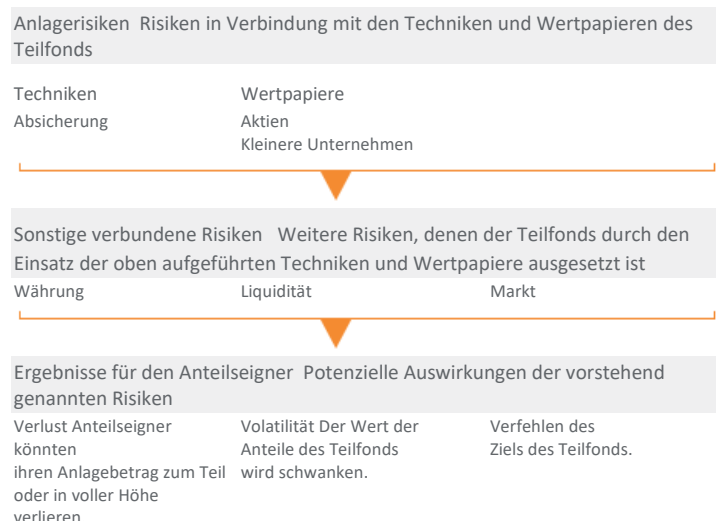 Anlagerisiken Risiken in Verbindung mit den Techniken und Wertpapieren des
Teilfonds
Techniken
Wertpapiere
Absicherung
Aktien
Kleinere Unternehmen
Sonstige verbundene Risiken Weitere Risiken, denen der Teilfonds durch den
Einsatz der oben aufgeführten Techniken und Wertpapiere ausgesetzt ist
Währung
Liquidität
Markt
Ergebnisse für den Anteilseigner Potenzielle Auswirkungen der vorstehend
genannten Risiken
Verlust Anteilseigner
könnten
ihren Anlagebetrag zum Teil
oder in voller Höhe
verlieren
Volatilität Der Wert der
Anteile des Teilfonds
wird schwanken.
Verfehlen des
Ziels des Teilfonds.